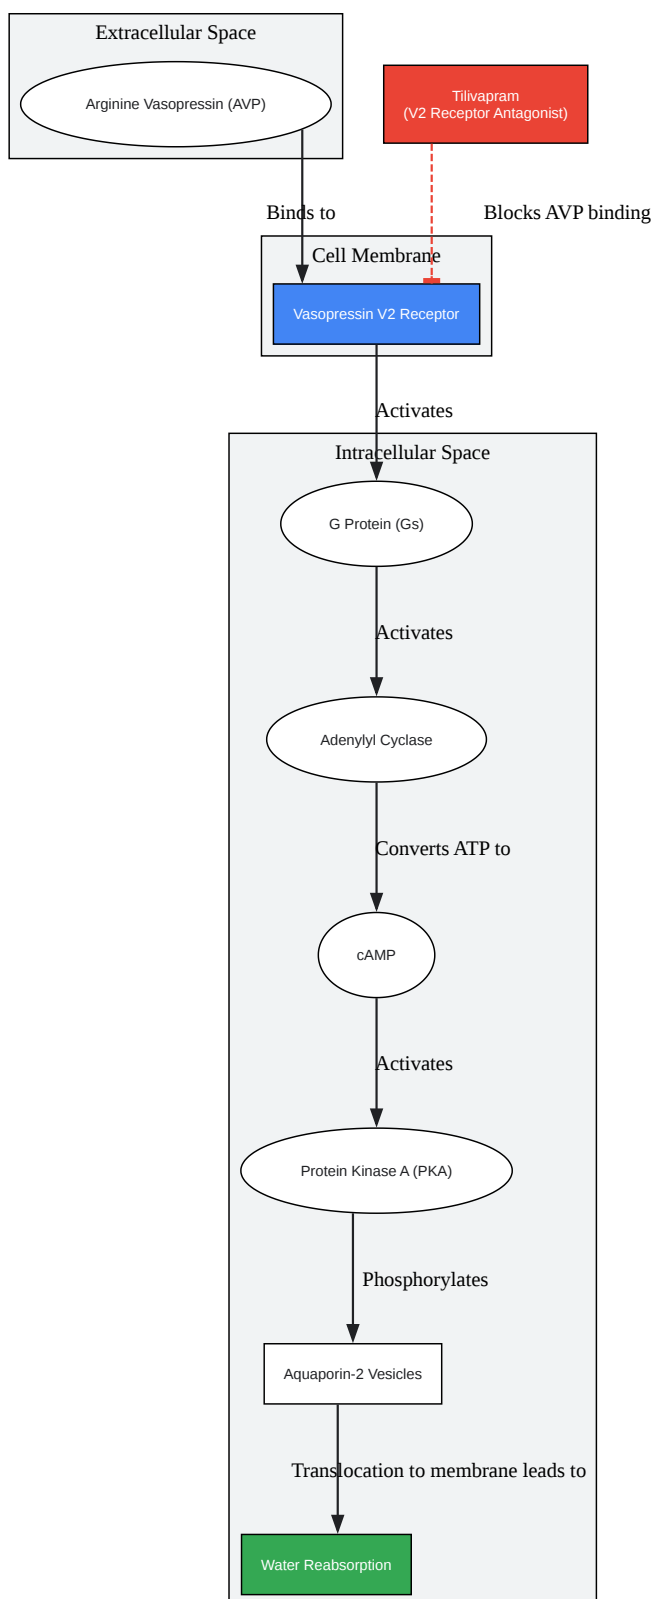 Extracellular Space
Arginine Vasopressin (AVP)
Tilivapram
(V2 Receptor Antagonist)
Binds to
Blocks AVP binding
Cell Membrane
Vasopressin V2 Receptor
Activates
Intracellular Space
G Protein (Gs)
Activates
Adenylyl Cyclase
Converts ATP to
cAMP
Activates
Protein Kinase A (PKA)
Phosphorylates
Aquaporin-2 Vesicles
Translocation to membrane leads to
Water Reabsorption